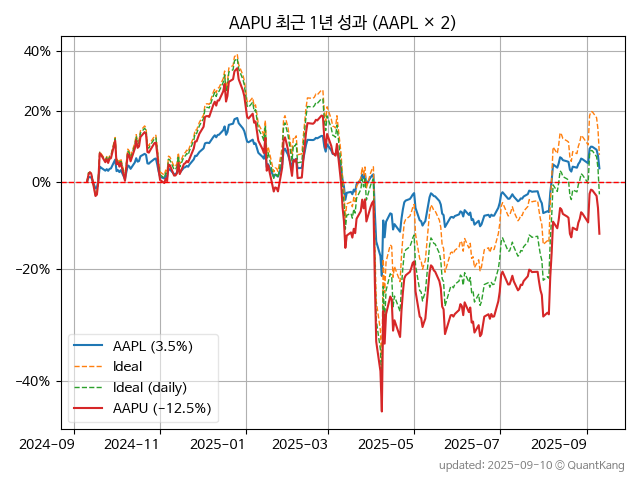 AAPU 최근 1년 성과 (AAPL × 2)
40%
20%
0%
−20%
−40%
AAPL (3.5%)
Ideal
Ideal (daily)
AAPU (−12.5%)
2024-09
2024-11
2025-01
2025-03
2025-05
2025-07
2025-09
updated: 2025-09-10 © QuantKang